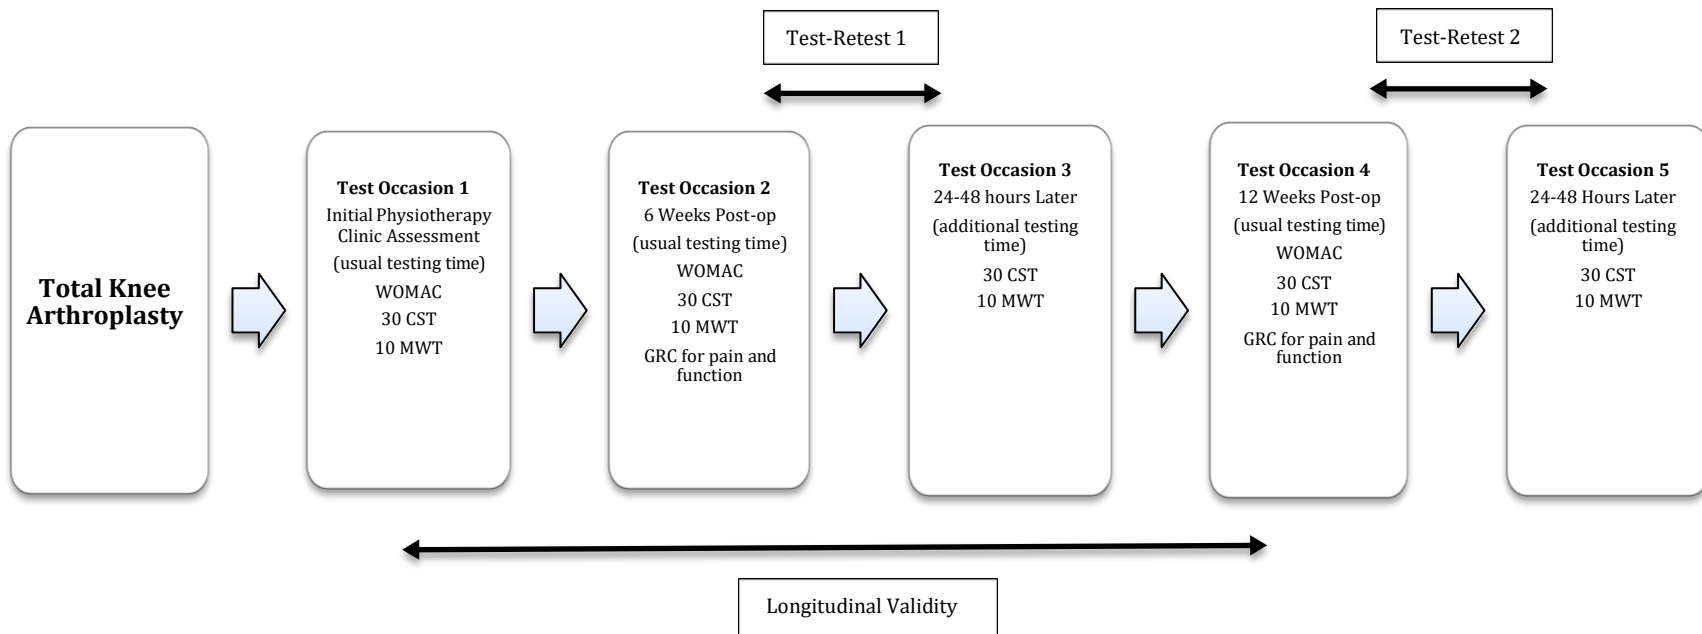 Test-Retest 1
Test-Retest 2
Total Knee
Arthroplasty
Test Occasion 1
Initial Physiotherapy
Clinic Assessment
(usual testing time)
WOMAC
30 CST
10 MWT
Test Occasion 2
6 Weeks Post-op
(usual testing time)
WOMAC
30 CST
10 MWT
GRC for pain and
function
Test Occasion 3
24-48 hours Later
(additional testing
time)
30 CST
10 MWT
Test Occasion 4
12 Weeks Post-op
(usual testing time)
WOMAC
30 CST
10 MWT
GRC for pain and
function
Test Occasion 5
24-48 Hours Later
(additional testing
time)
30 CST
10 MWT
Longitudinal Validity